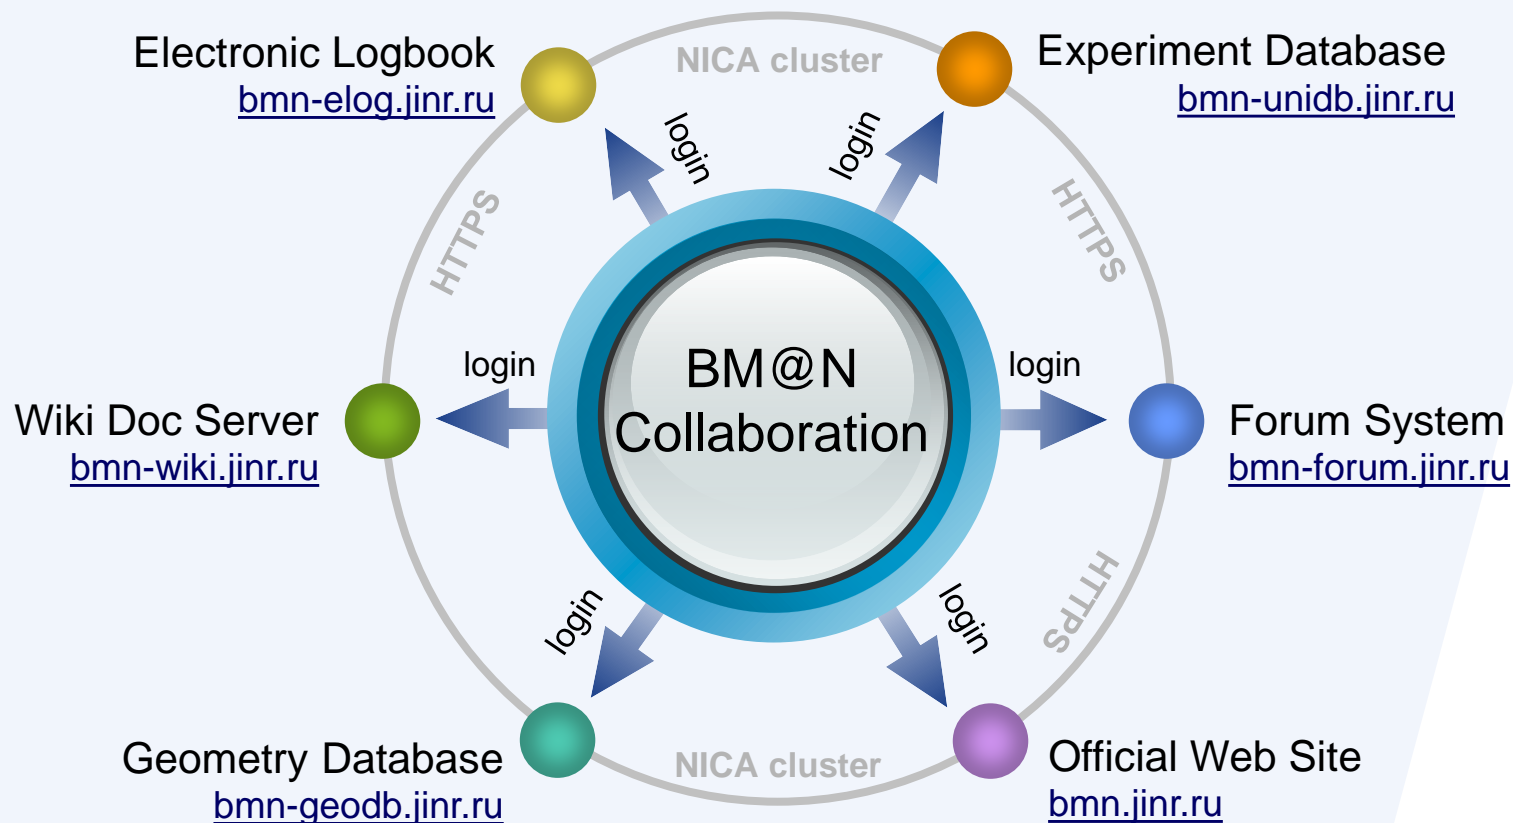 Electronic Logbook
bmn-elog.jinr.ru
NICA cluster
Experiment Database
bmn-unidb.jinr.ru
login
login
HTTPS
HTTPS
login
login
BM@N
Collaboration
Wiki Doc Server
bmn-wiki.jinr.ru
Forum System
bmn-forum.jinr.ru
HTTPS
login
login
Geometry Database
bmn-geodb.jinr.ru
NICA cluster
Official Web Site
bmn.jinr.ru